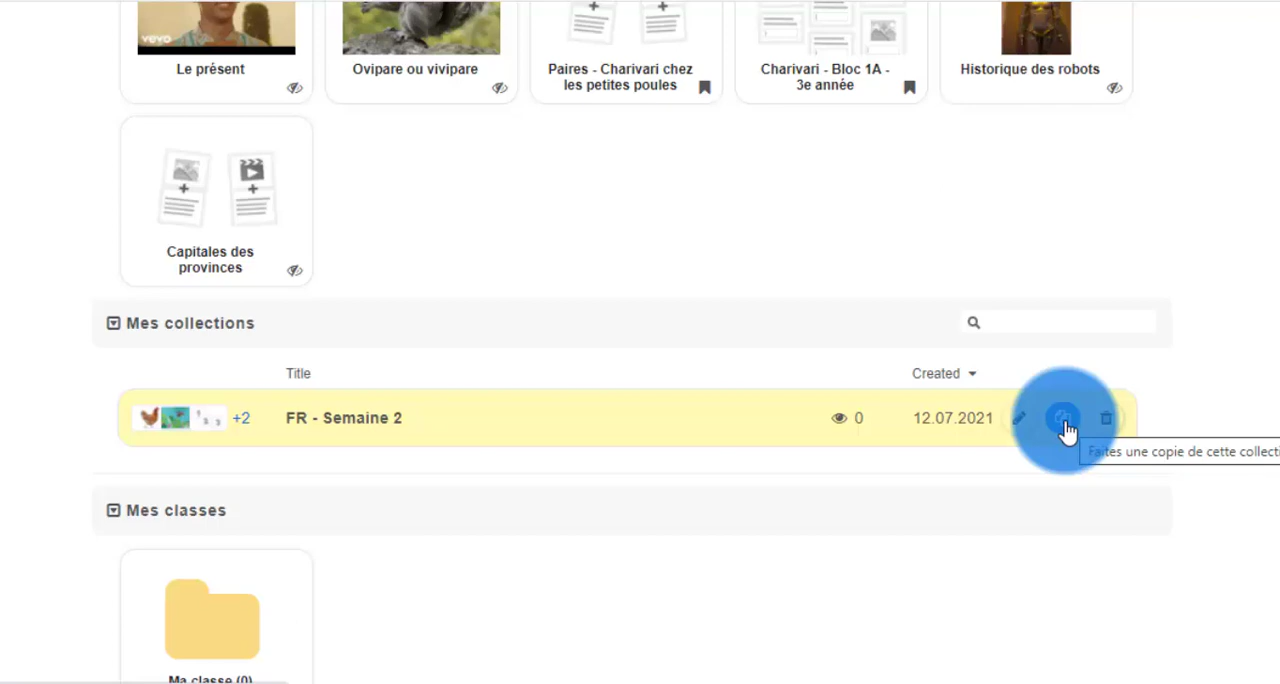 vevo
Le présent
Ovipare ou vivipare
Paires - Charivari chez
les petites poules
Charivari - Bloc 1A -
3e année
Historique des robots
Capitales des
provinces
Mes collections
Title
Created
+2
FR - Semaine 2
0
12.07.2021
Faites une copie de cette collecti
Mes classes
Ma classe (0)